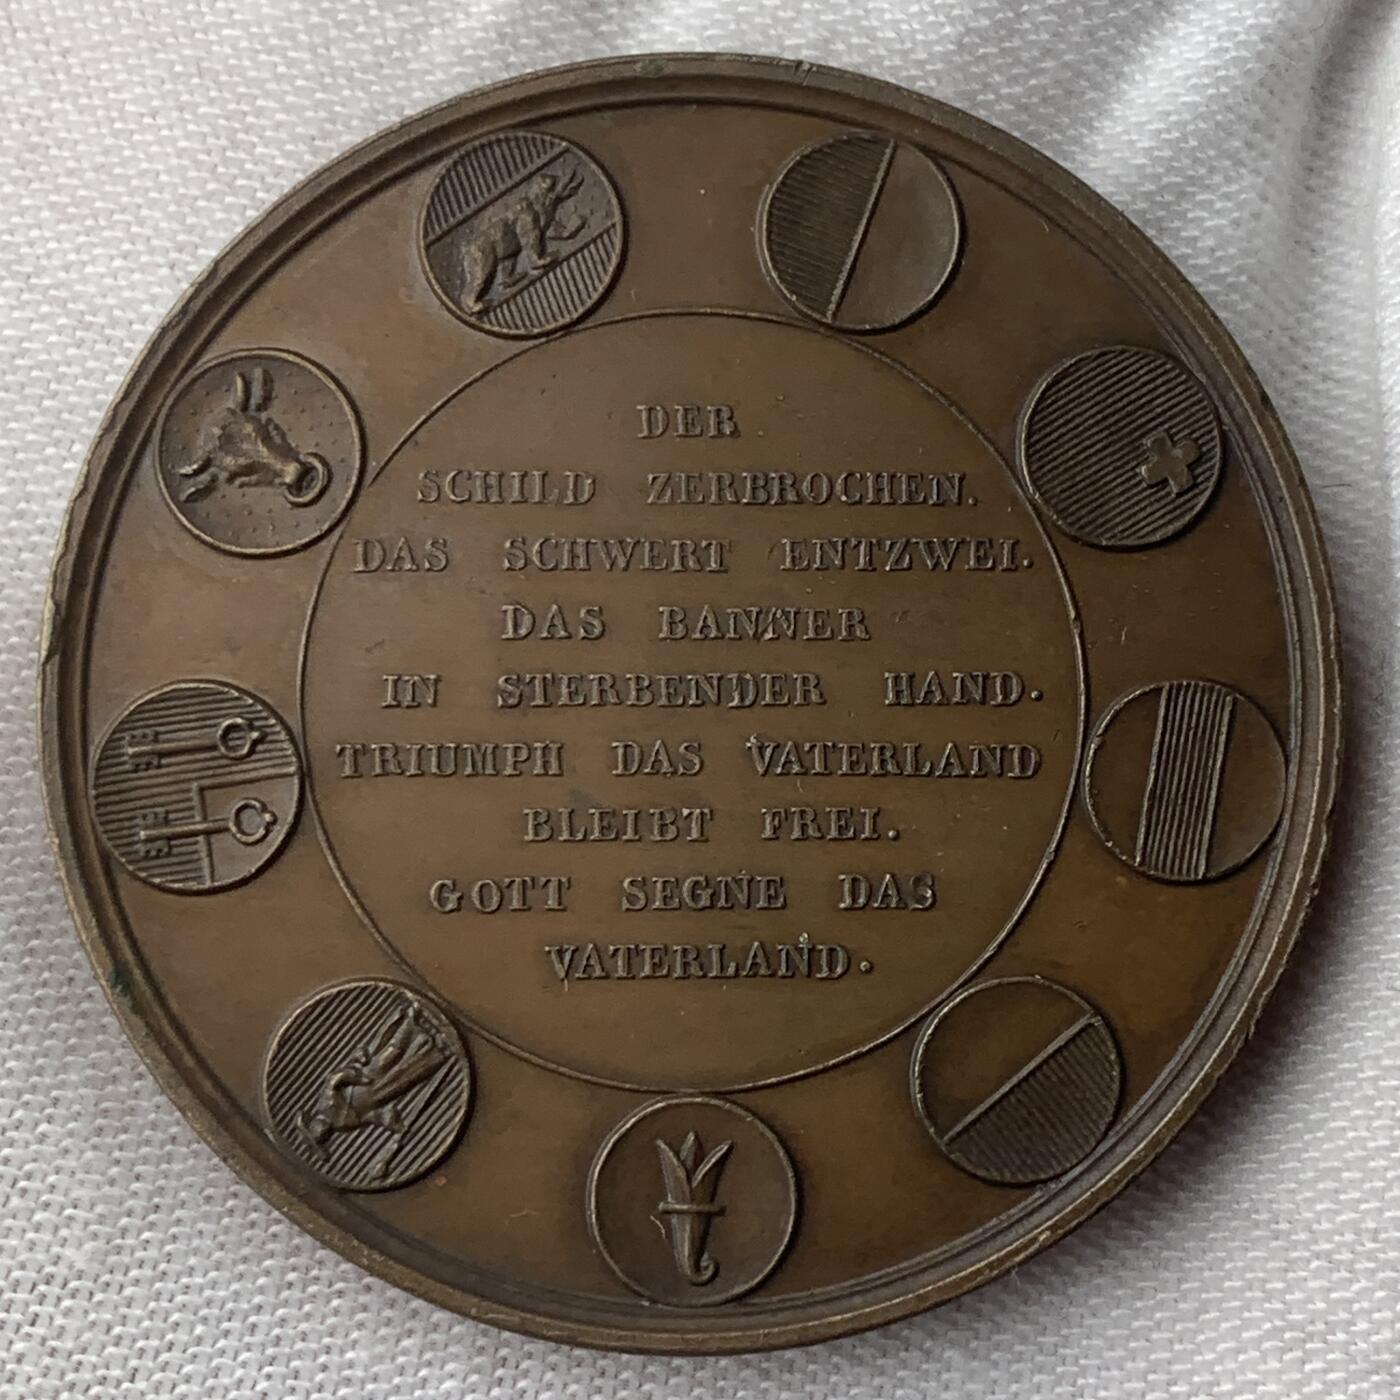 DER
SCHILD ZERBROCHEN.
DAS SCHWERT ENTZWEI.
DAS BANNER
IN STERBENDER HAND.
TRIUMPH DAS VATERLAND
BLEIBT FREI.
GOTT SEGNE DAS
VATERLAND.